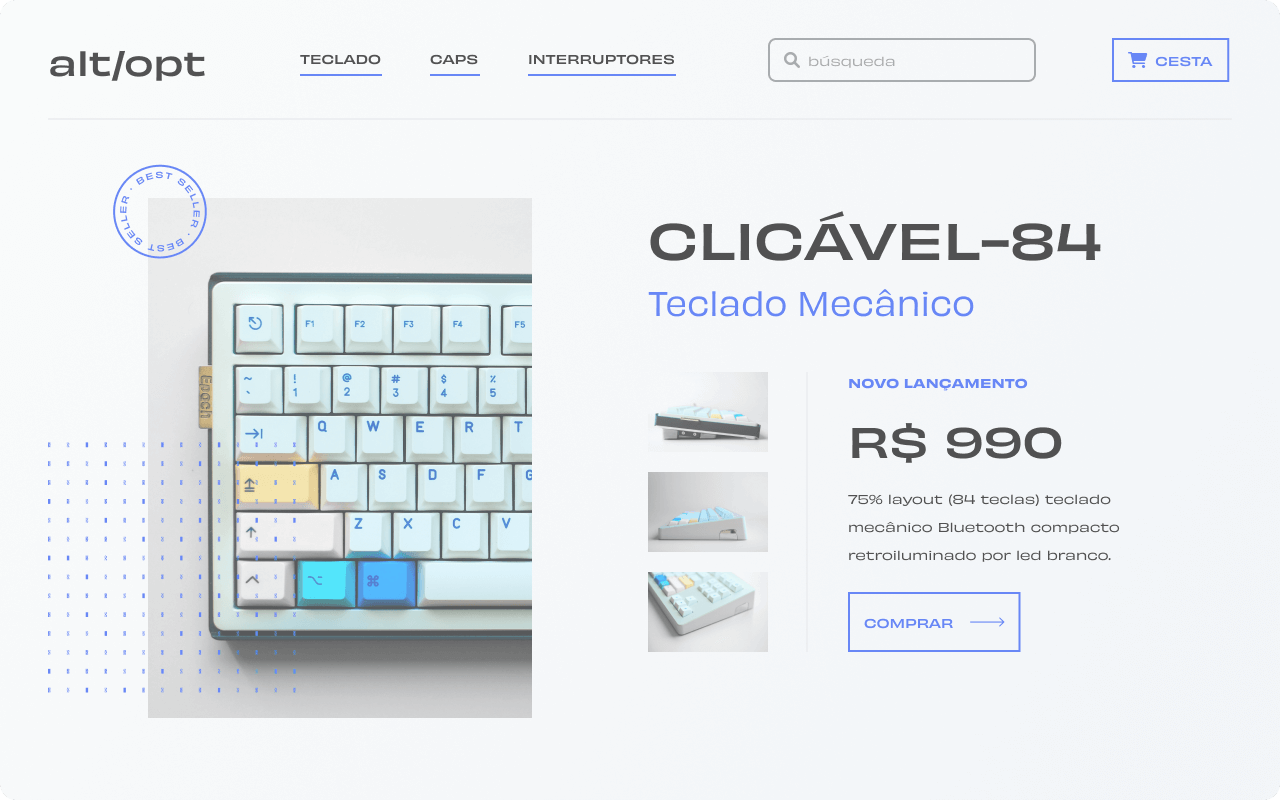 alt/opt
TECLADO
CAPS
INTERRUPTORES
búsqueda
CESTA
BEST SELLER · BEST SELLER ·
CLICÁVEL-84
Teclado Mecânico
F1 F2 F3 F4 F5
~ ! @ # $ %
` 1 2 3 4 5
Q W E R T
A S D F G
Z X C V
Epoch
NOVO LANÇAMENTO
R$ 990
75% layout (84 teclas) teclado
mecânico Bluetooth compacto
retroiluminado por led branco.
COMPRAR